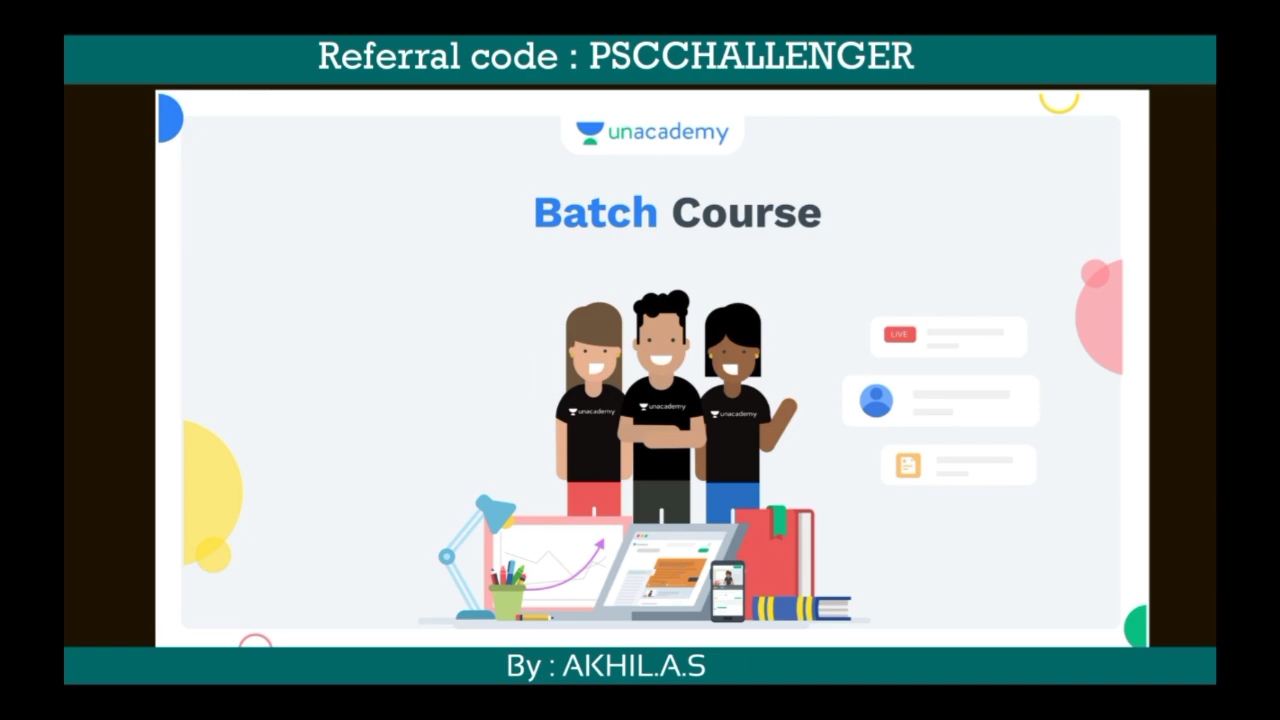 Referral code : PSCCHALLENGER
unacademy
Batch Course
LIVE
unacademy
unacademy
unacademy
By : AKHIL.A.S